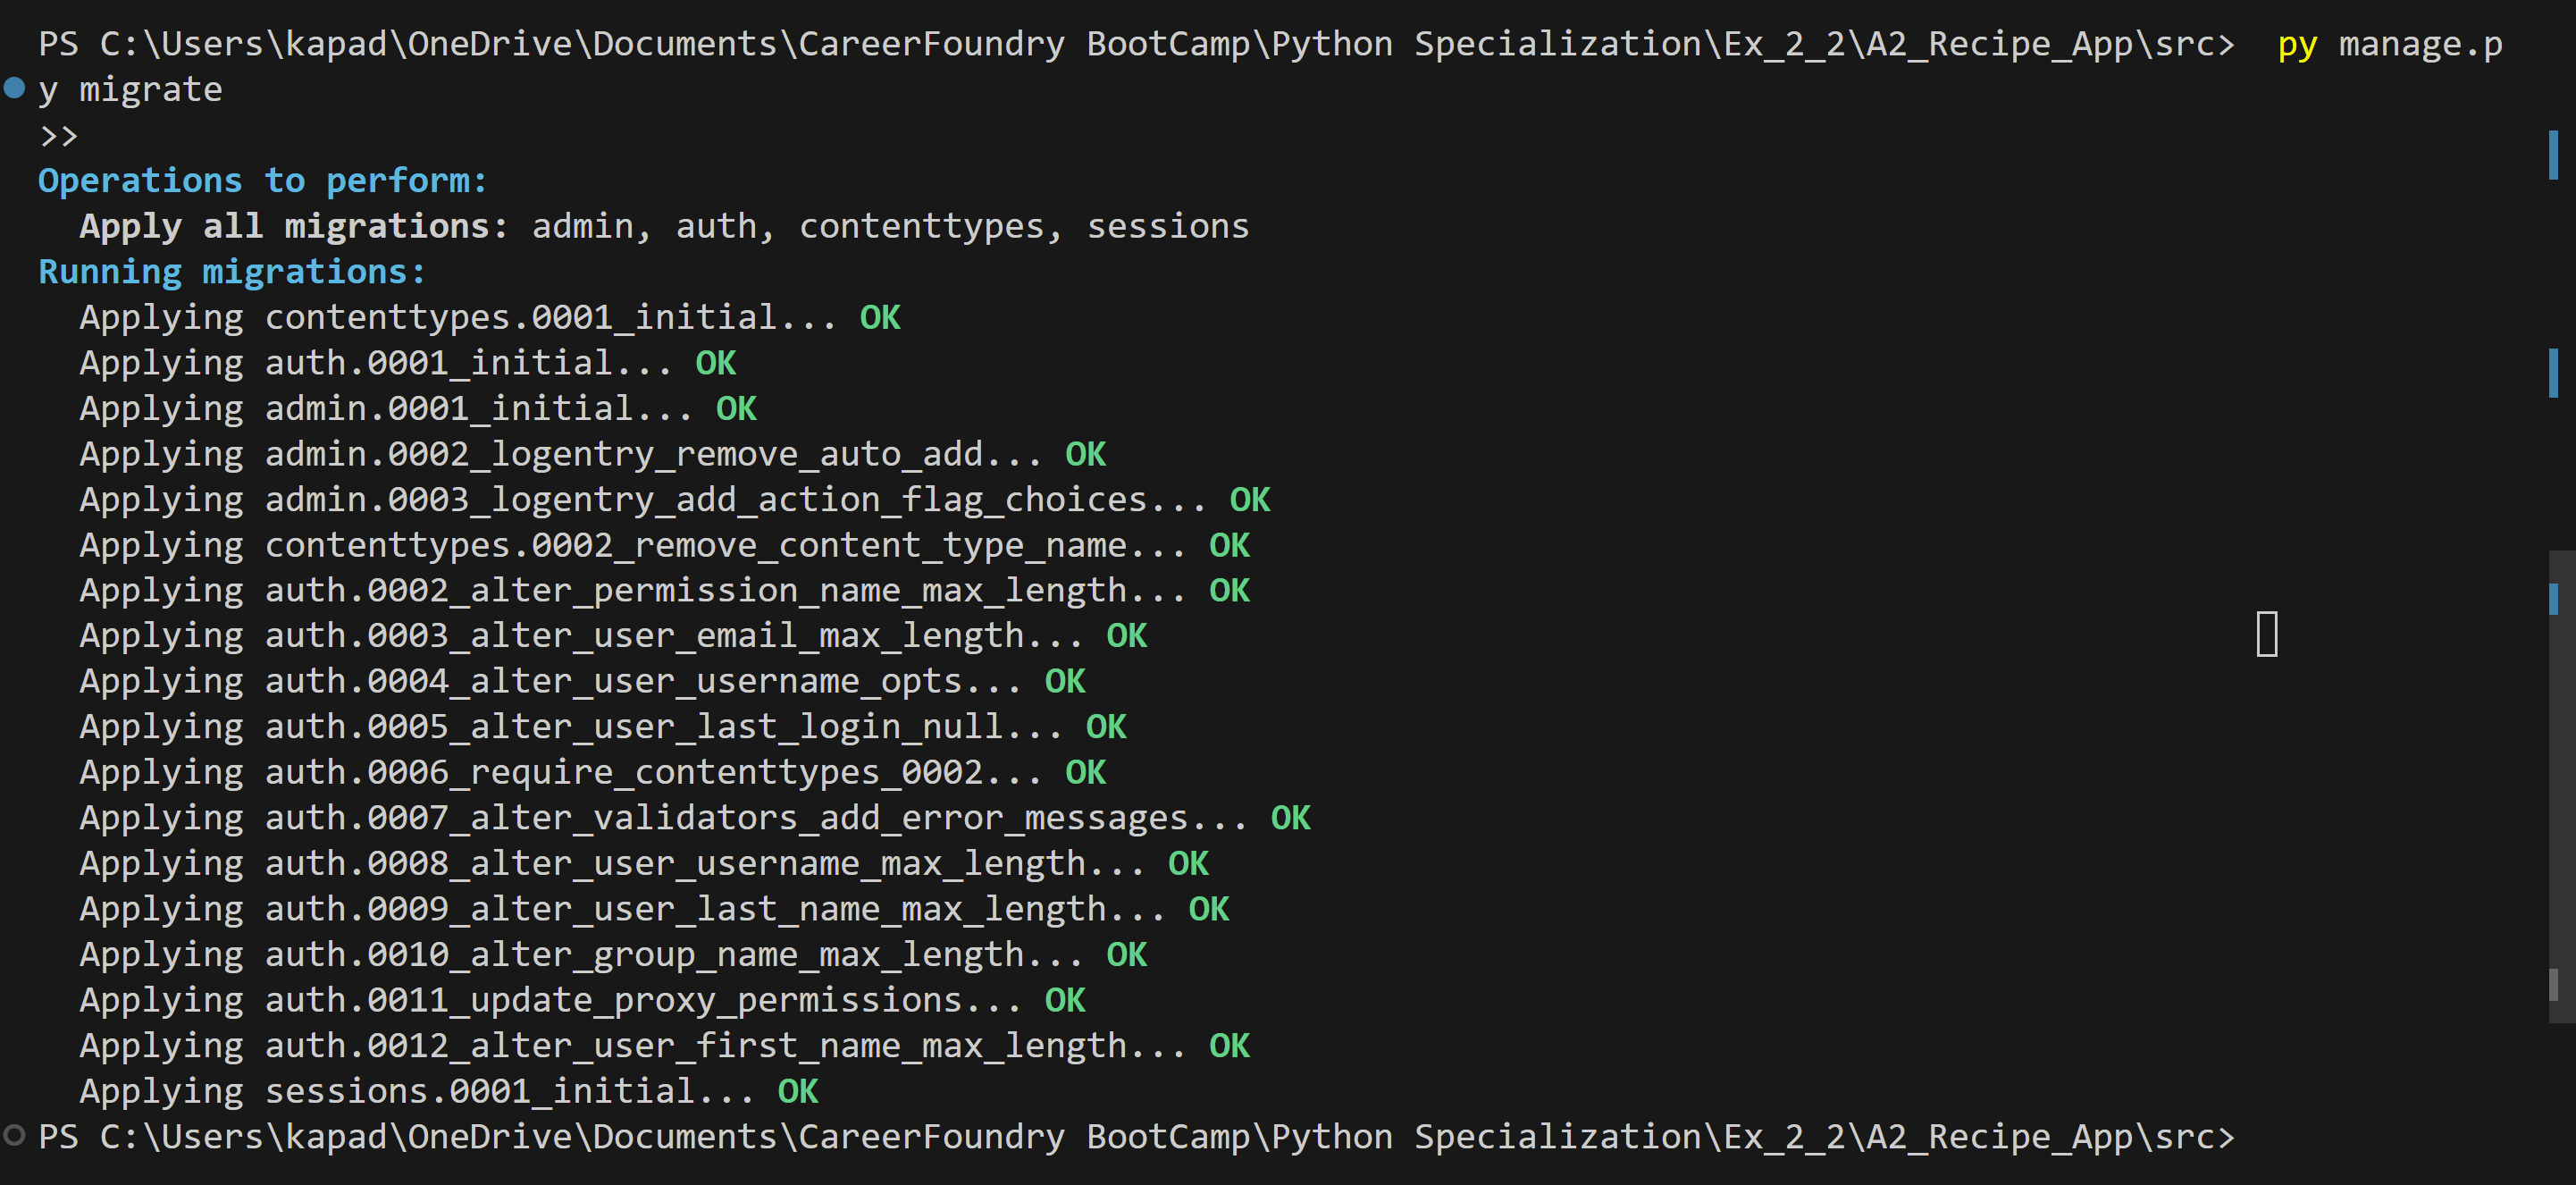 PS C:\Users\kapad\OneDrive\Documents\CareerFoundry BootCamp\Python Specialization\Ex_2_2\A2_Recipe_App\src>  py manage.p
y migrate
>>
Operations to perform:
  Apply all migrations: admin, auth, contenttypes, sessions
Running migrations:
  Applying contenttypes.0001_initial... OK
  Applying auth.0001_initial... OK
  Applying admin.0001_initial... OK
  Applying admin.0002_logentry_remove_auto_add... OK
  Applying admin.0003_logentry_add_action_flag_choices... OK
  Applying contenttypes.0002_remove_content_type_name... OK
  Applying auth.0002_alter_permission_name_max_length... OK
  Applying auth.0003_alter_user_email_max_length... OK
  Applying auth.0004_alter_user_username_opts... OK
  Applying auth.0005_alter_user_last_login_null... OK
  Applying auth.0006_require_contenttypes_0002... OK
  Applying auth.0007_alter_validators_add_error_messages... OK
  Applying auth.0008_alter_user_username_max_length... OK
  Applying auth.0009_alter_user_last_name_max_length... OK
  Applying auth.0010_alter_group_name_max_length... OK
  Applying auth.0011_update_proxy_permissions... OK
  Applying auth.0012_alter_user_first_name_max_length... OK
  Applying sessions.0001_initial... OK
PS C:\Users\kapad\OneDrive\Documents\CareerFoundry BootCamp\Python Specialization\Ex_2_2\A2_Recipe_App\src>